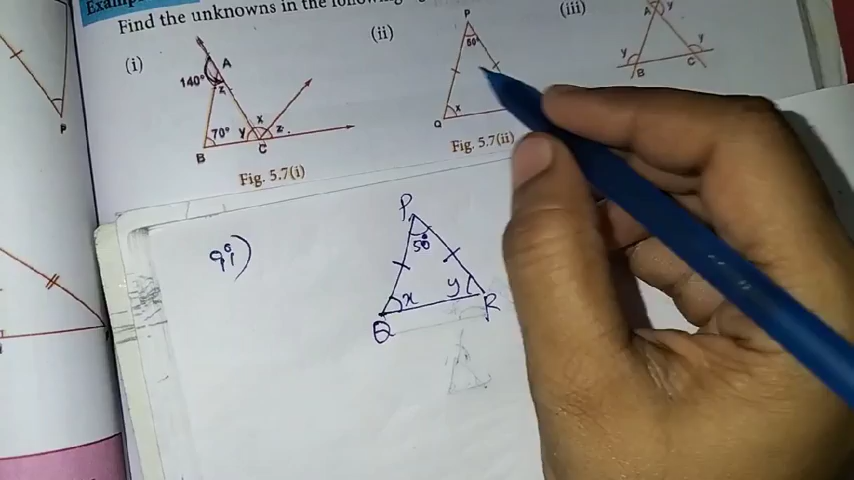 Find the unknowns in the following
(i)
(ii)
(iii)
A
140°
z
x
70°
y
z
B
C
Fig. 5.7(i)
P
50°
x
Q
Fig. 5.7(ii)
A
y
y
y
B
C
P
ii)
P
50°
x
y
Q
R